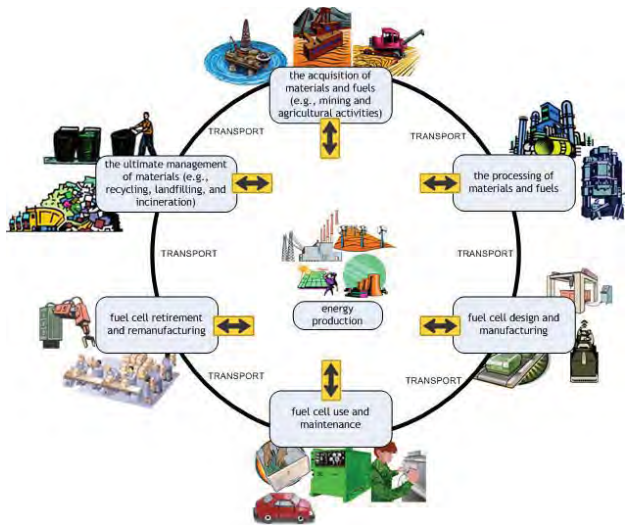 the acquisition of
materials and fuels
(e.g., mining and
agricultural activities)
TRANSPORT
TRANSPORT
the ultimate management
of materials (e.g.,
recycling, landfilling, and
incineration)
the processing of
materials and fuels
TRANSPORT
TRANSPORT
energy
production
fuel cell retirement
and remanufacturing
fuel cell design and
manufacturing
TRANSPORT
TRANSPORT
fuel cell use and
maintenance